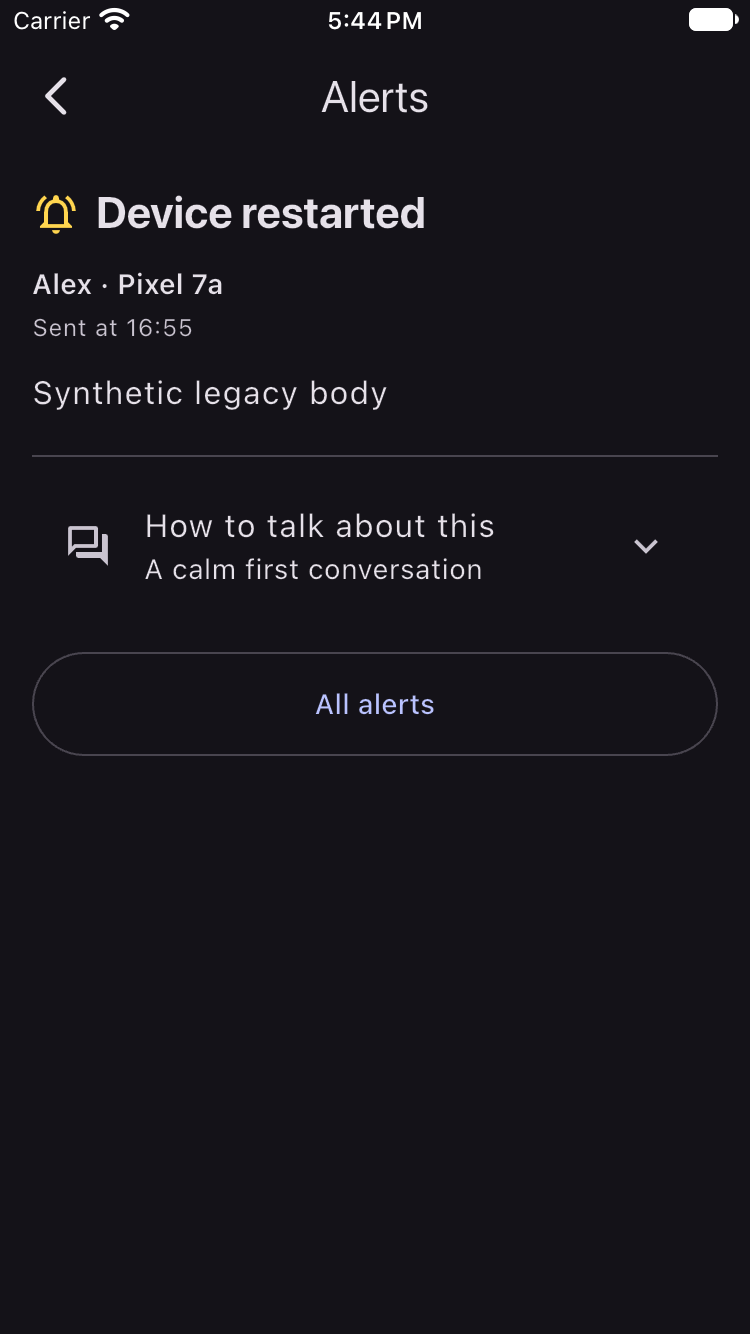 Carrier 5:44 PM
Alerts
Device restarted
Alex · Pixel 7a
Sent at 16:55
Synthetic legacy body
How to talk about this
A calm first conversation
All alerts